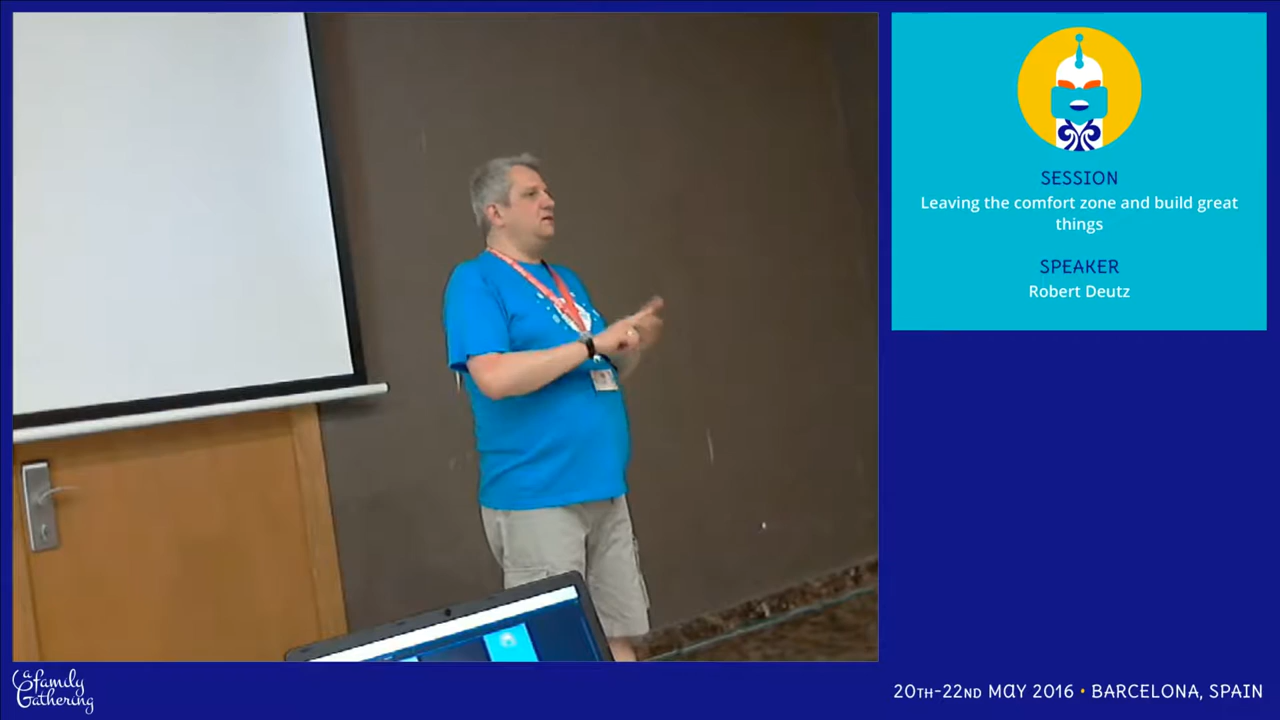 SESSION
Leaving the comfort zone and build great
things
SPEAKER
Robert Deutz
a
family
Gathering
20TH-22ND MAY 2016 • BARCELONA, SPAIN